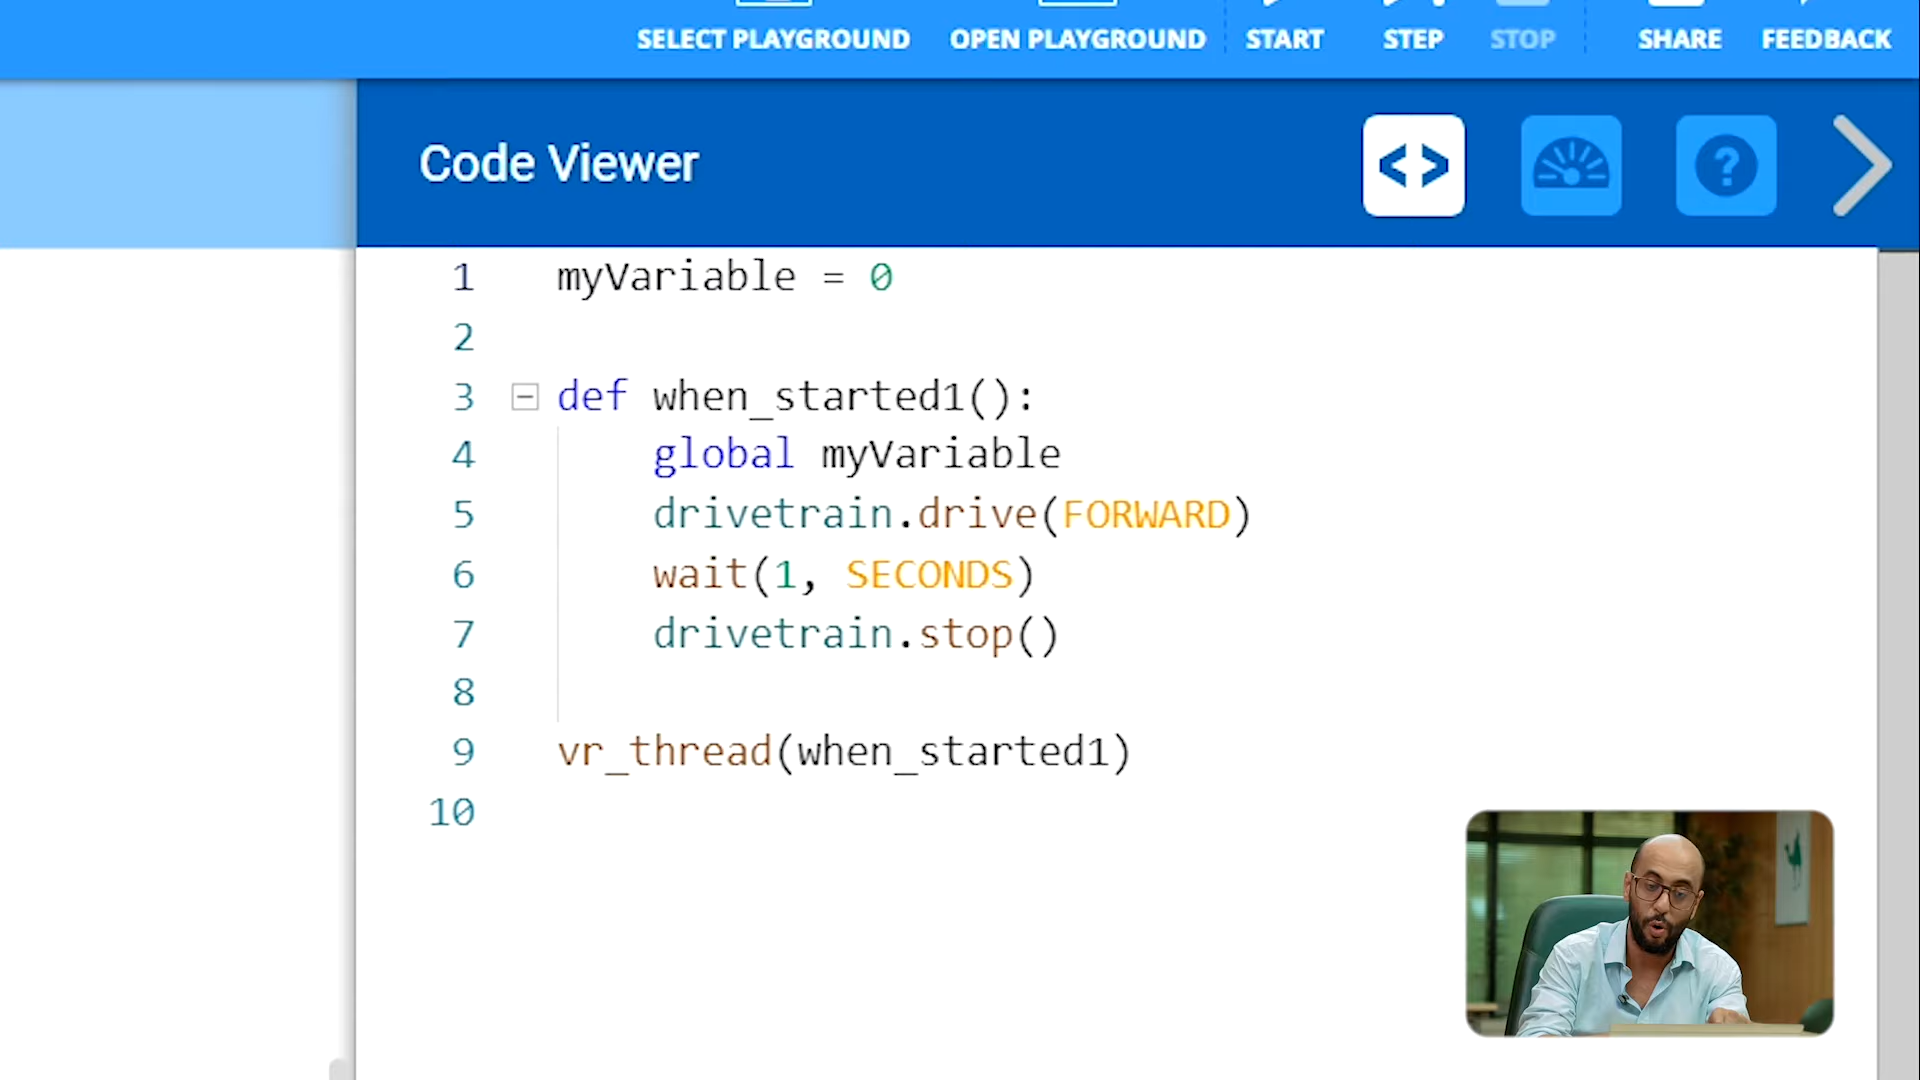 SELECT PLAYGROUND OPEN PLAYGROUND START STEP STOP SHARE FEEDBACK
Code Viewer
1 myVariable = 0
2
3 def when_started1():
4 global myVariable
5 drivetrain.drive(FORWARD)
6 wait(1, SECONDS)
7 drivetrain.stop()
8
9 vr_thread(when_started1)
10